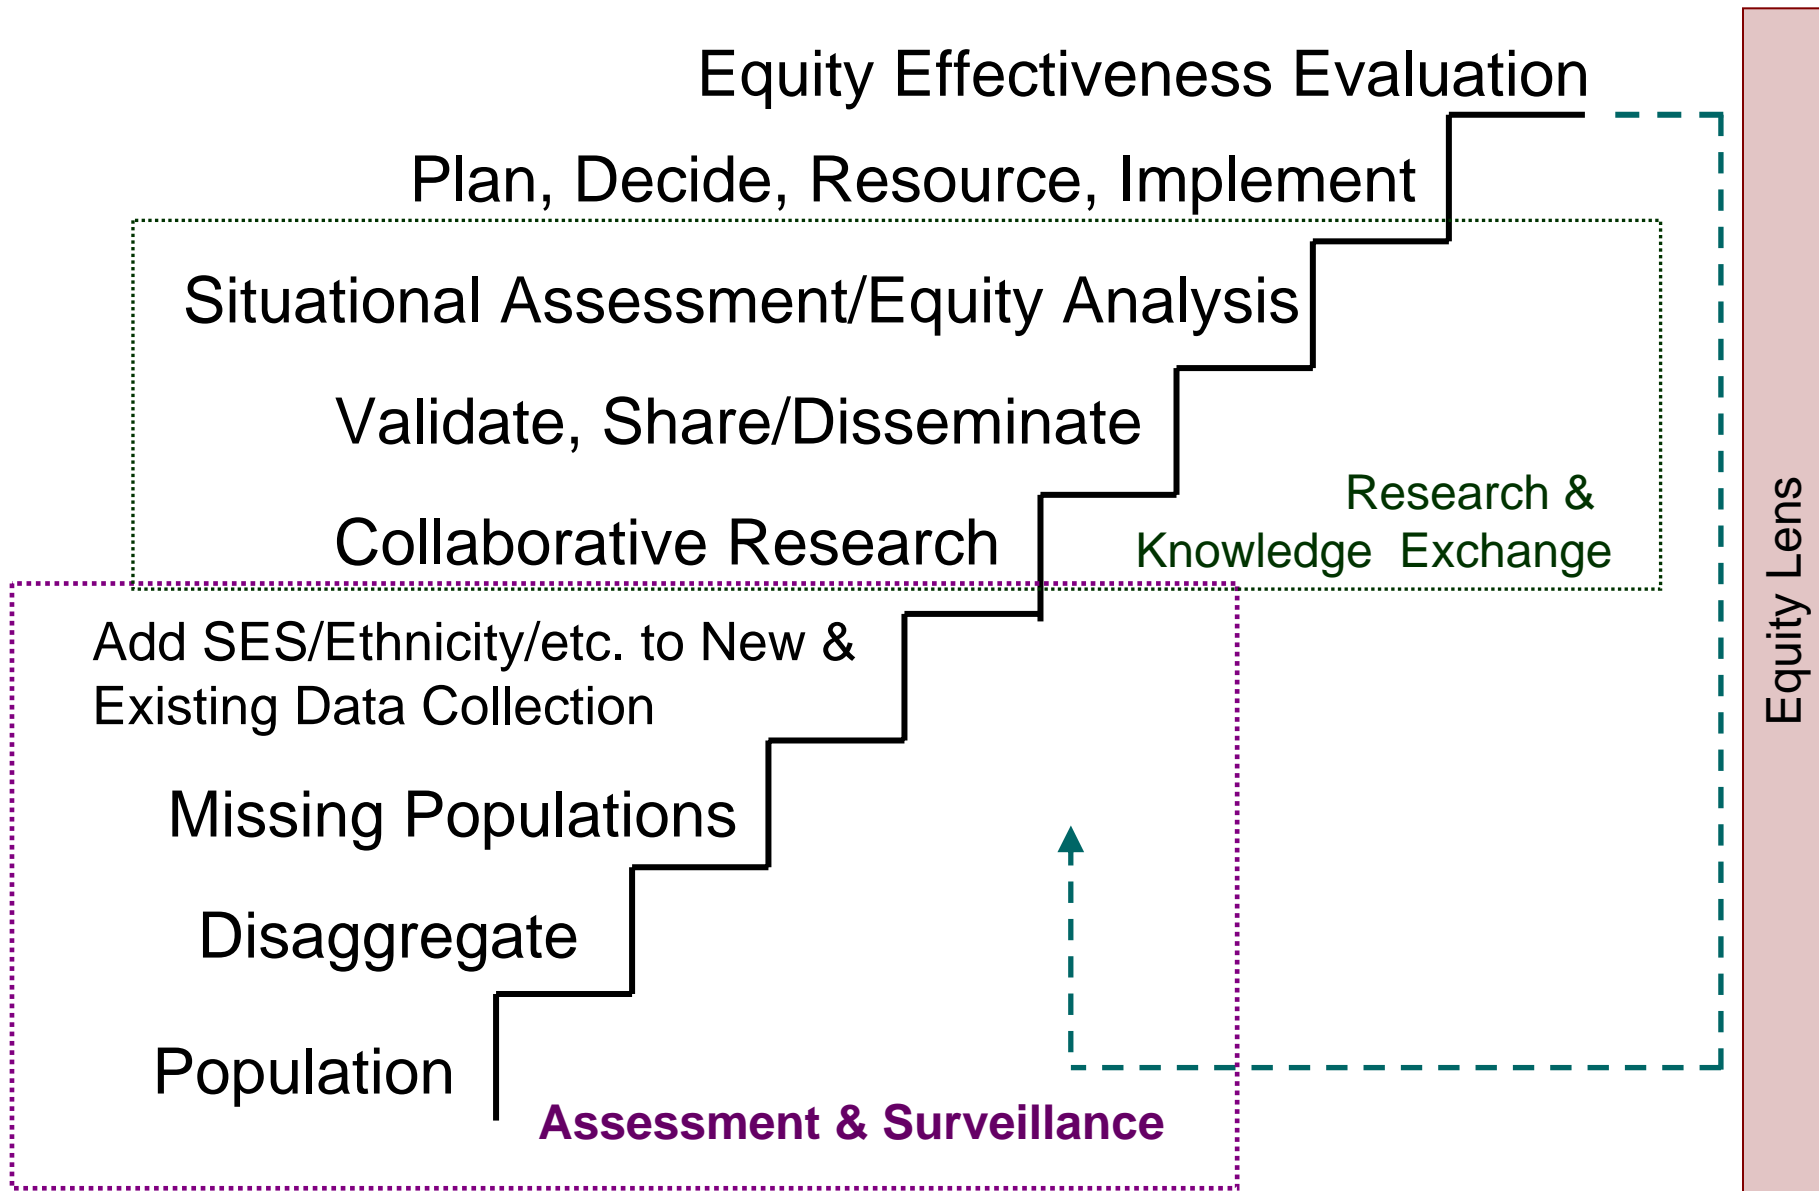 Equity Effectiveness Evaluation
Plan, Decide, Resource, Implement
Situational Assessment/Equity Analysis
Validate, Share/Disseminate
Collaborative Research
Research &
Knowledge Exchange
Add SES/Ethnicity/etc. to New &
Existing Data Collection
Missing Populations
Disaggregate
Population
Assessment & Surveillance
Equity Lens